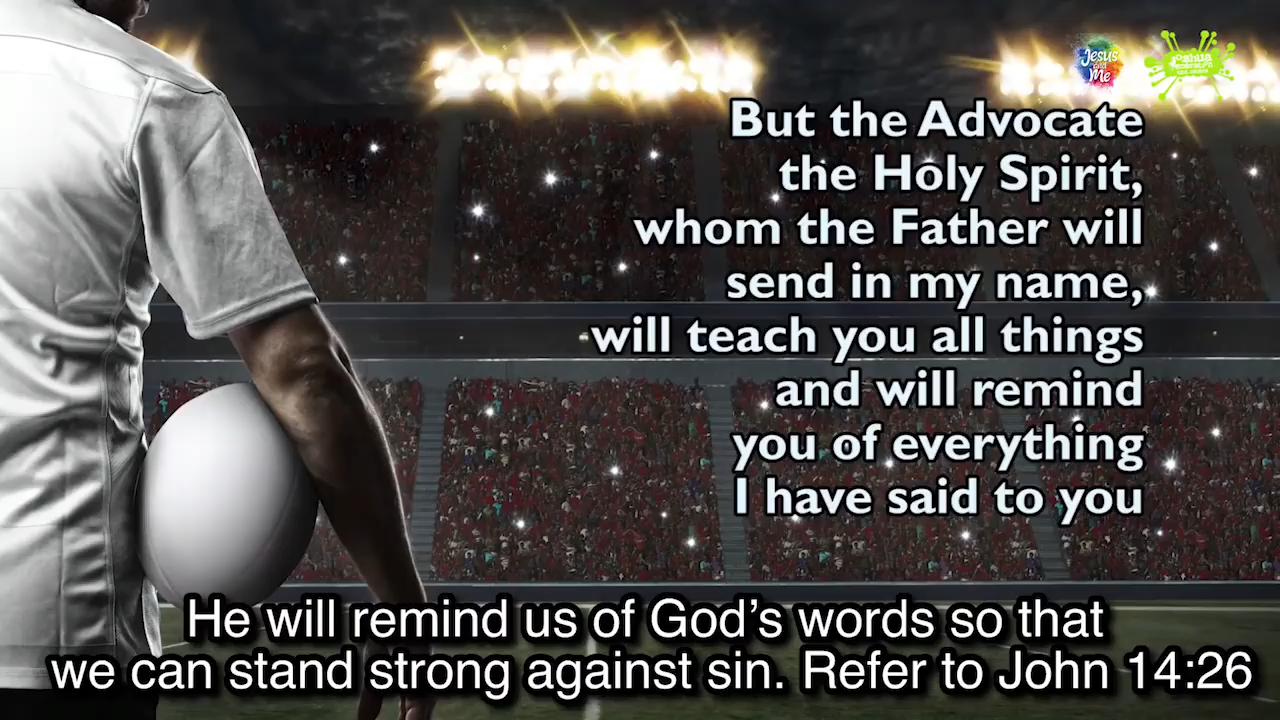 Jesus
and
Me
But the Advocate
the Holy Spirit,
whom the Father will
send in my name,
will teach you all things
and will remind
you of everything
I have said to you
He will remind us of God's words so that
we can stand strong against sin. Refer to John 14:26